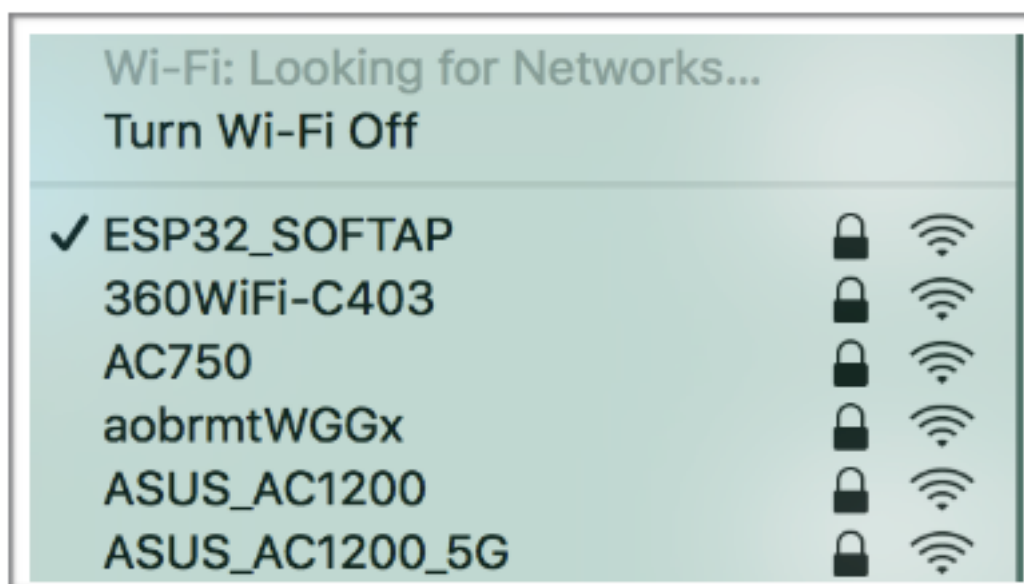 Wi-Fi: Looking for Networks...
Turn Wi-Fi Off
ESP32_SOFTAP
360WiFi-C403
AC750
aobrmtWGGx
ASUS_AC1200
ASUS_AC1200_5G